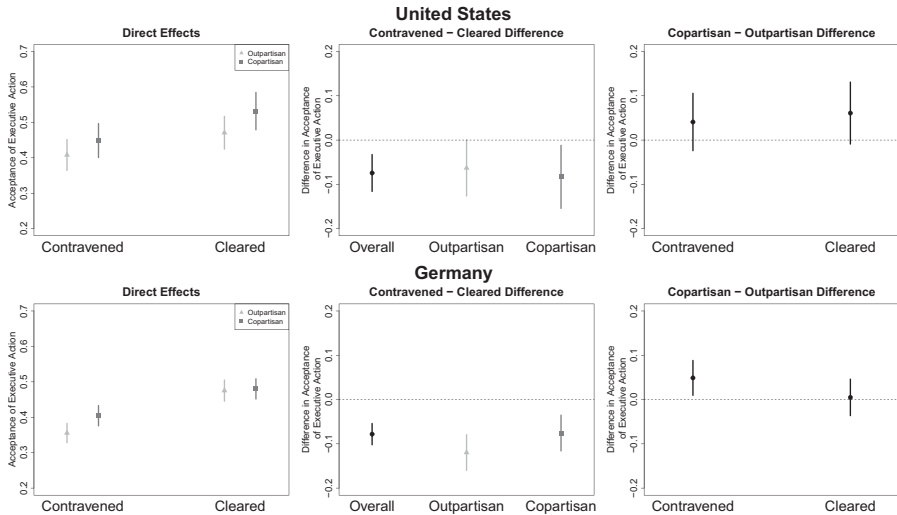 United States
Direct Effects
Acceptance of Executive Action
0.2 0.3 0.4 0.5 0.6 0.7
Outpartisan
Copartisan
Contravened Cleared
Contravened − Cleared Difference
Difference in Acceptance
of Executive Action
−0.2 −0.1 0.0 0.1 0.2
Overall Outpartisan Copartisan
Copartisan − Outpartisan Difference
Difference in Acceptance
of Executive Action
−0.2 −0.1 0.0 0.1 0.2
Contravened Cleared
Germany
Direct Effects
Acceptance of Executive Action
0.2 0.3 0.4 0.5 0.6 0.7
Outpartisan
Copartisan
Contravened Cleared
Contravened − Cleared Difference
Difference in Acceptance
of Executive Action
−0.2 −0.1 0.0 0.1 0.2
Overall Outpartisan Copartisan
Copartisan − Outpartisan Difference
Difference in Acceptance
of Executive Action
−0.2 −0.1 0.0 0.1 0.2
Contravened Cleared